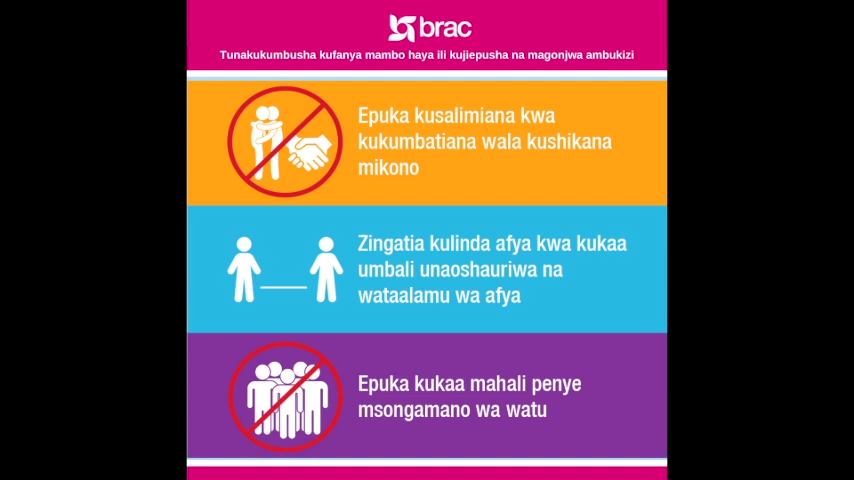 brac
Tunakukumbusha kufanya mambo haya ili kujiepusha na magonjwa ambukizi
Epuka kusalimiana kwa
kukumbatiana wala kushikana
mikono
Zingatia kulinda afya kwa kukaa
umbali unaoshauriwa na
wataalamu wa afya
Epuka kukaa mahali penye
msongamano wa watu